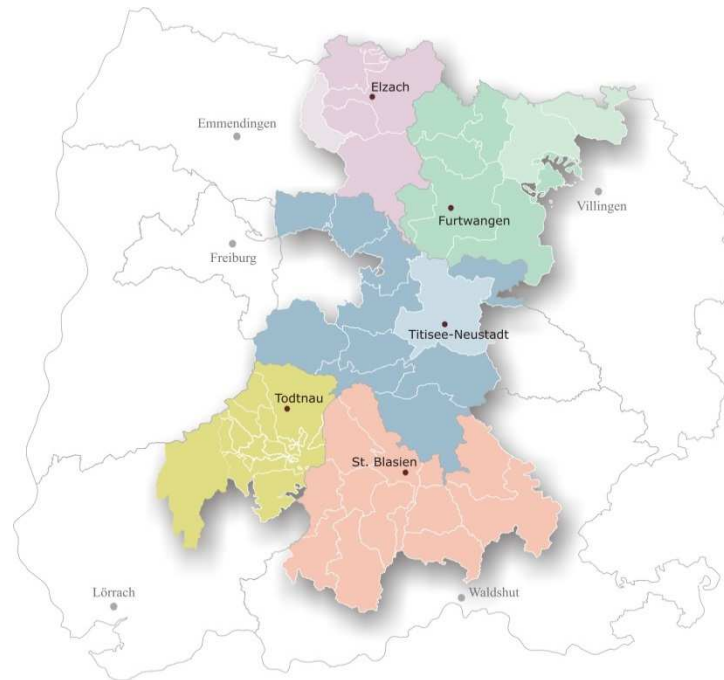 Elzach
Emmendingen
Villingen
Furtwangen
Freiburg
Titisee-Neustadt
Todtnau
St. Blasien
Lörrach
Waldshut